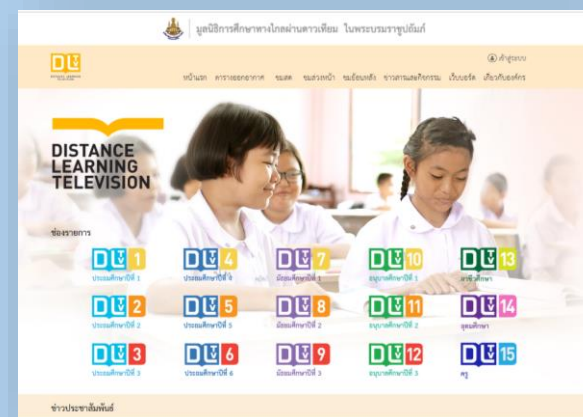 มูลนิธิการศึกษาทางไกลผ่านดาวเทียม ในพระบรมราชูปถัมภ์
เข้าสู่ระบบ
หน้าแรก ตารางออกอากาศ ชมสด ชมล่วงหน้า ชมย้อนหลัง ข่าวสารและกิจกรรม เว็บบอร์ด เกี่ยวกับองค์กร
DISTANCE
LEARNING
TELEVISION
ช่องรายการ
DLTV 1 DLTV 4 DLTV 7 DLTV 10 DLTV 13
ประถมศึกษาปีที่ 1 ประถมศึกษาปีที่ 4 มัธยมศึกษาปีที่ 1 อนุบาลศึกษาปีที่ 1 อาชีวศึกษา
DLTV 2 DLTV 5 DLTV 8 DLTV 11 DLTV 14
ประถมศึกษาปีที่ 2 ประถมศึกษาปีที่ 5 มัธยมศึกษาปีที่ 2 อนุบาลศึกษาปีที่ 2 อุดมศึกษา
DLTV 3 DLTV 6 DLTV 9 DLTV 12 DLTV 15
ประถมศึกษาปีที่ 3 ประถมศึกษาปีที่ 6 มัธยมศึกษาปีที่ 3 อนุบาลศึกษาปีที่ 3 ครู
ข่าวประชาสัมพันธ์